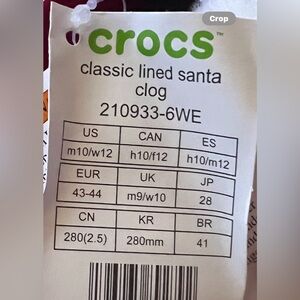 Crop
crocs™
classic lined santa
clog
210933-6WE
US CAN ES
m10/w12 h10/f12 h10/m12
EUR UK JP
43-44 m9/w10 28
CN KR BR
280(2.5) 280mm 41